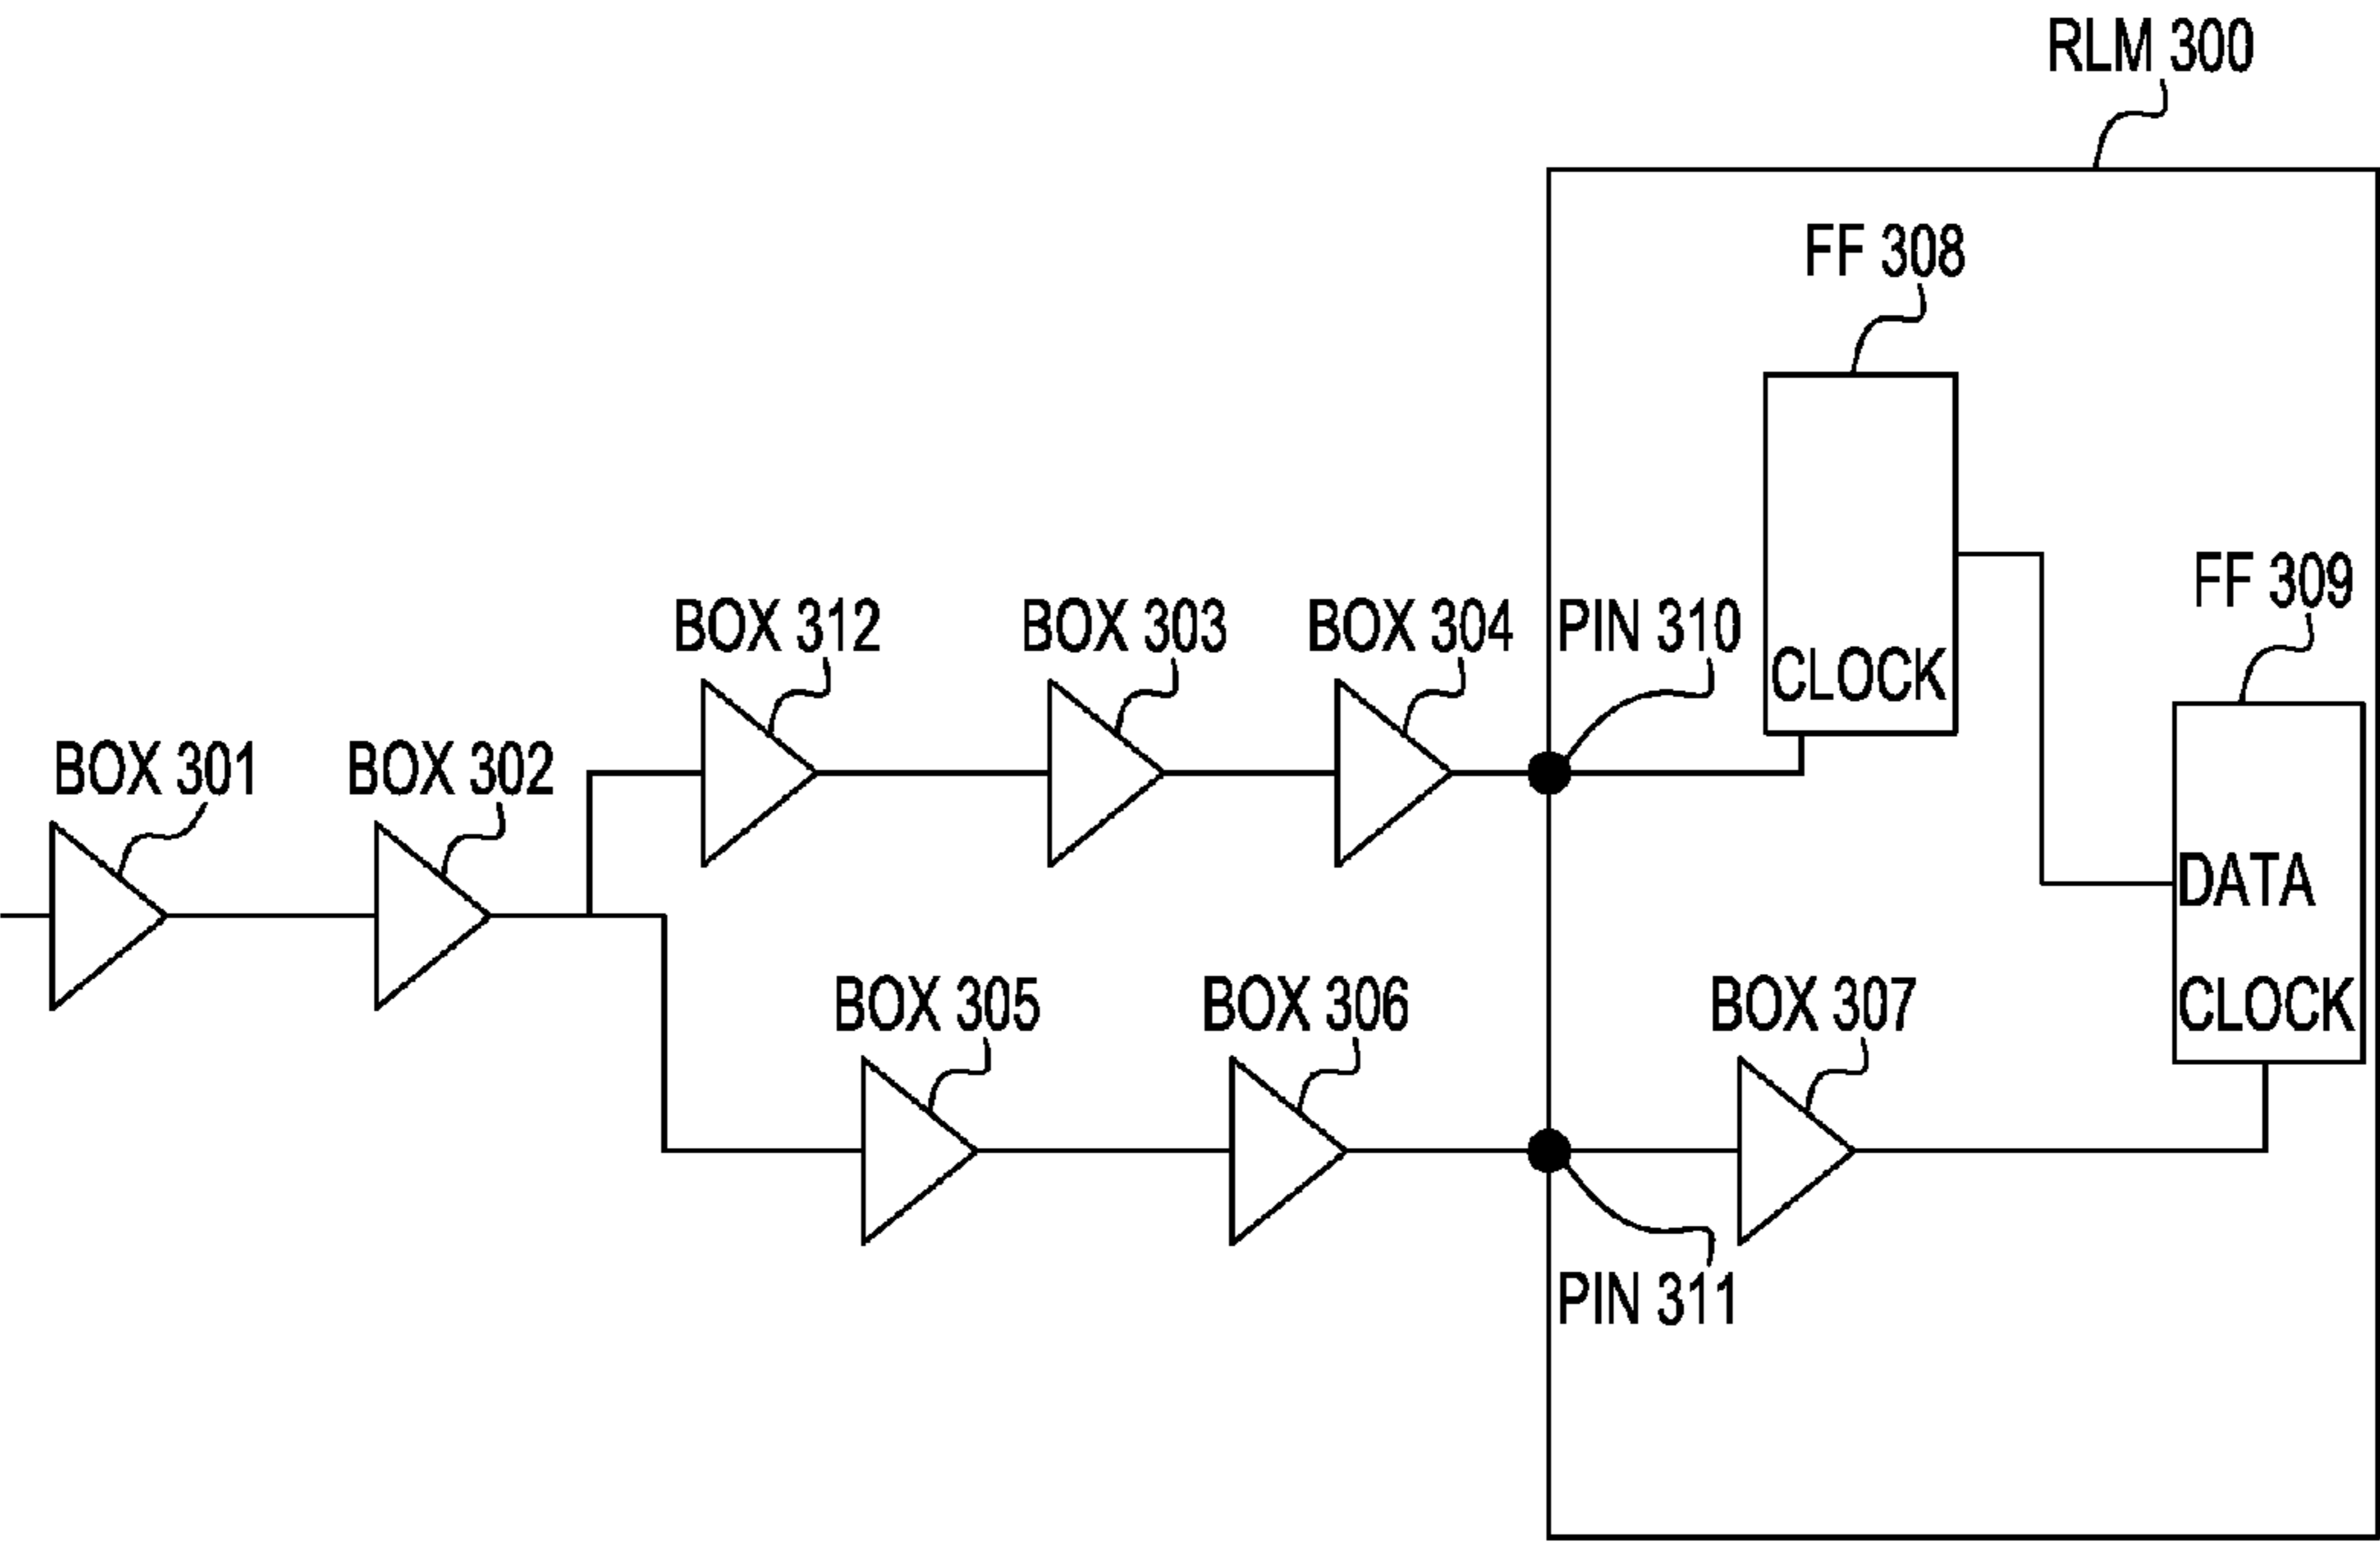 RLM 300
FF 308
FF 309
BOX 312
BOX 303
BOX 304
PIN 310
CLOCK
BOX 301
BOX 302
DATA
CLOCK
BOX 305
BOX 306
BOX 307
PIN 311